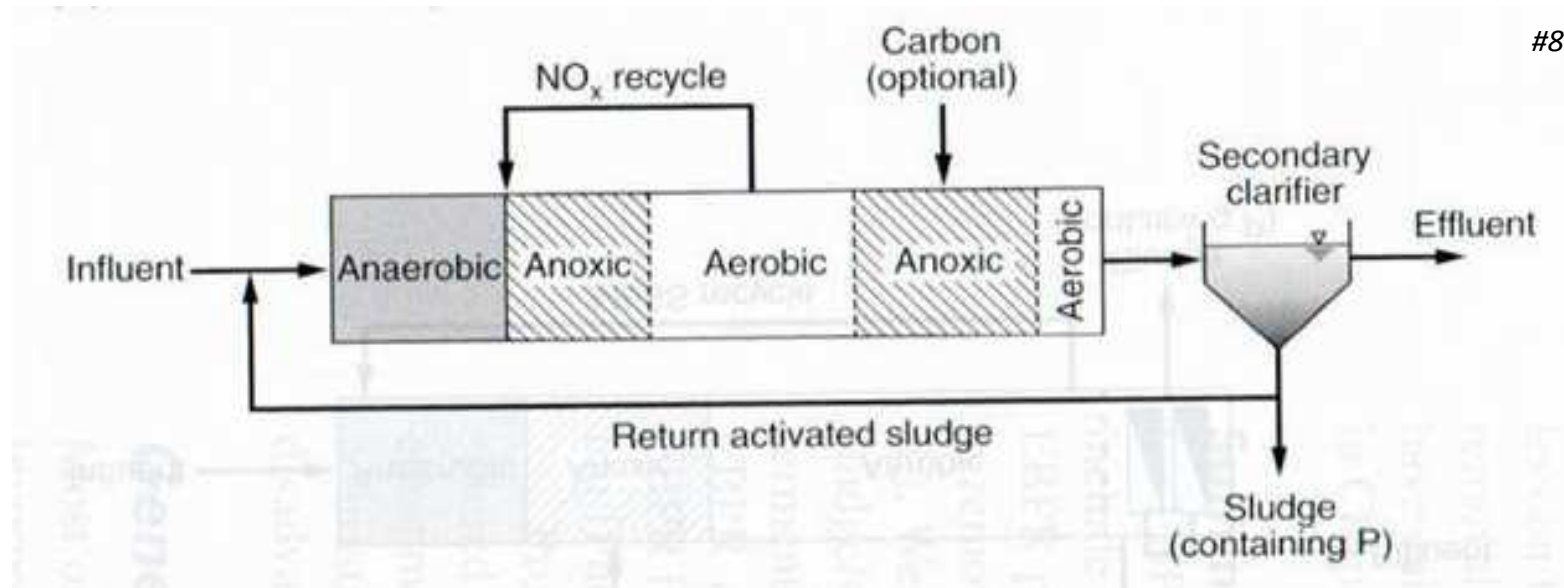 #8
Carbon
(optional)
NOx recycle
Secondary
clarifier
Influent
Anaerobic
Anoxic
Aerobic
Anoxic
Aerobic
Effluent
Return activated sludge
Sludge
(containing P)